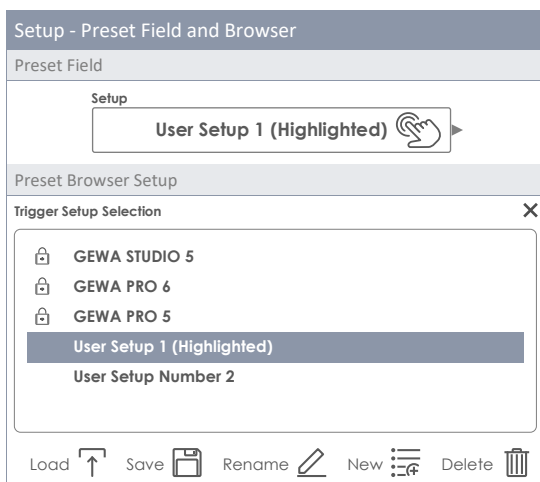 Setup - Preset Field and Browser
Preset Field
Setup
User Setup 1 (Highlighted)
Preset Browser Setup
Trigger Setup Selection
GEWA STUDIO 5
GEWA PRO 6
GEWA PRO 5
User Setup 1 (Highlighted)
User Setup Number 2
Load Save Rename New Delete